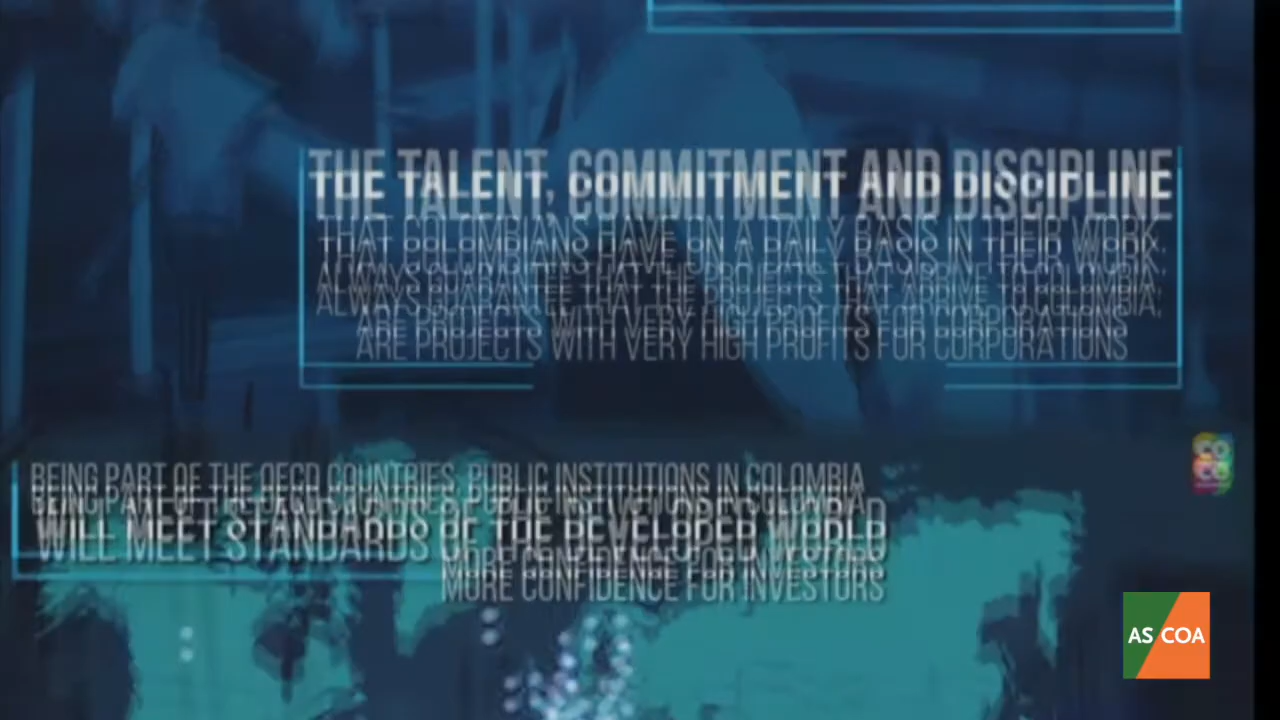 THE TALENT, COMMITMENT AND DISCIPLINE
THAT COLOMBIANS HAVE ON A DAILY BASIS IN THEIR WORK,
ALWAYS GUARANTEE THAT THE PROJECTS THAT ARRIVE TO COLOMBIA,
ARE PROJECTS WITH VERY HIGH PROFITS FOR CORPORATIONS
CO
CO
BEING PART OF THE OECD COUNTRIES, PUBLIC INSTITUTIONS IN COLOMBIA
WILL MEET STANDARDS OF THE DEVELOPED WORLD
MORE CONFIDENCE FOR INVESTORS
AS COA